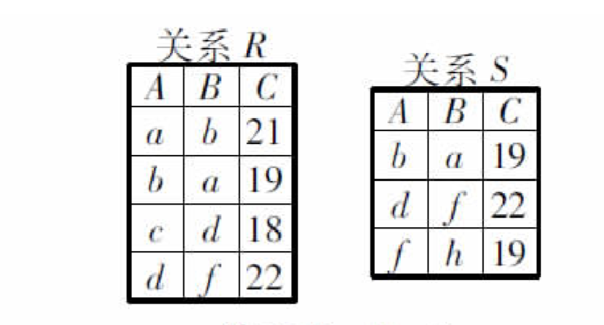 关系 R
A B C
a b 21
b a 19
c d 18
d f 22
关系 S
A B C
b a 19
d f 22
f h 19